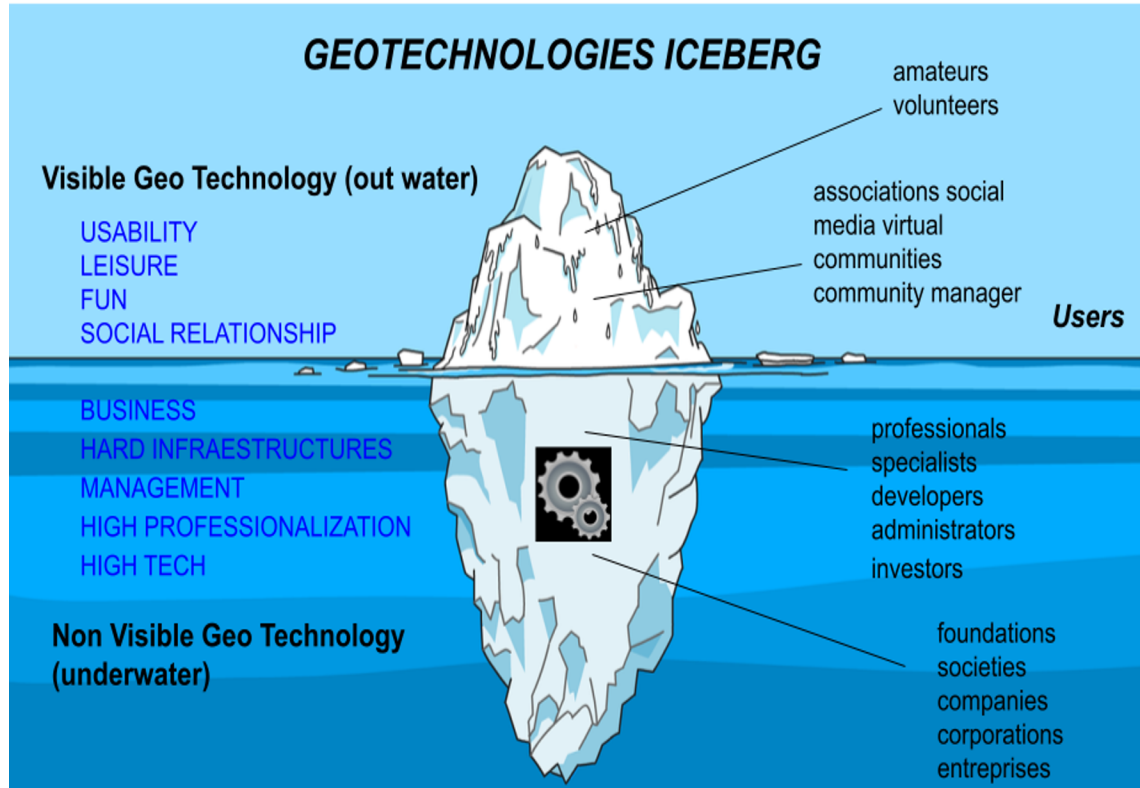 GEOTECHNOLOGIES ICEBERG
amateurs
volunteers
Visible Geo Technology (out water)
USABILITY
LEISURE
FUN
SOCIAL RELATIONSHIP
associations social
media virtual
communities
community manager
Users
BUSINESS
HARD INFRAESTRUCTURES
MANAGEMENT
HIGH PROFESSIONALIZATION
HIGH TECH
professionals
specialists
developers
administrators
investors
Non Visible Geo Technology
(underwater)
foundations
societies
companies
corporations
entreprises